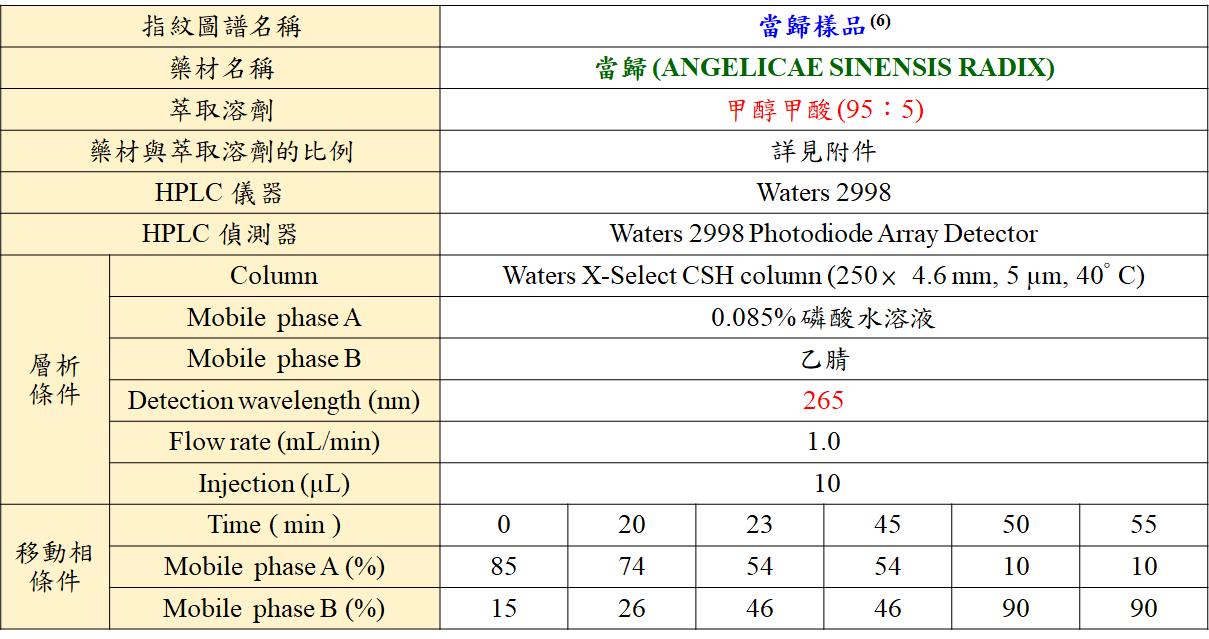 指紋圖譜名稱 當歸樣品(6)
藥材名稱 當歸(ANGELICAE SINENSIS RADIX)
萃取溶劑 甲醇甲酸(95：5)
藥材與萃取溶劑的比例 詳見附件
HPLC 儀器 Waters 2998
HPLC 偵測器 Waters 2998 Photodiode Array Detector
層析條件
Column Waters X-Select CSH column (250× 4.6 mm, 5 µm, 40° C)
Mobile phase A 0.085%磷酸水溶液
Mobile phase B 乙腈
Detection wavelength (nm) 265
Flow rate (mL/min) 1.0
Injection (µL) 10
移動相條件
Time ( min ) 0 20 23 45 50 55
Mobile phase A (%) 85 74 54 54 10 10
Mobile phase B (%) 15 26 46 46 90 90